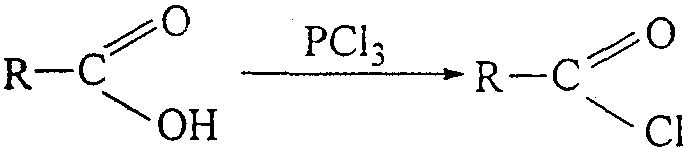 O PCl₃ O
R—C → R—C
OH Cl